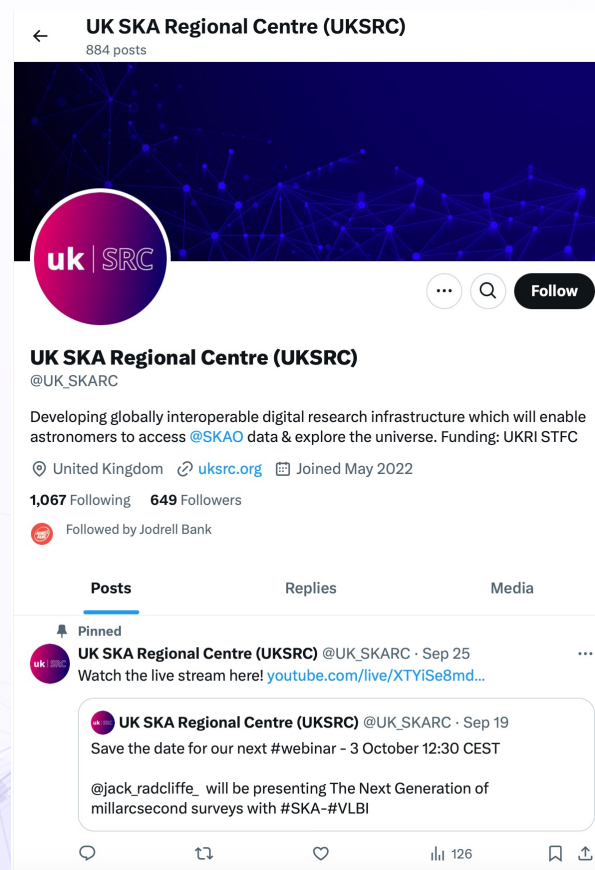 UK SKA Regional Centre (UKSRC)
884 posts
uk | SRC
Follow
UK SKA Regional Centre (UKSRC)
@UK_SKARC
Developing globally interoperable digital research infrastructure which will enable
astronomers to access @SKAO data & explore the universe. Funding: UKRI STFC
United Kingdom uksrc.org Joined May 2022
1,067 Following 649 Followers
Followed by Jodrell Bank
Posts Replies Media
Pinned
uk | SRC
UK SKA Regional Centre (UKSRC) @UK_SKARC · Sep 25
Watch the live stream here! youtube.com/live/XTYiSe8md...
UK SKA Regional Centre (UKSRC) @UK_SKARC · Sep 19
Save the date for our next #webinar - 3 October 12:30 CEST
@jack_radcliffe_ will be presenting The Next Generation of
millarcsecond surveys with #SKA-#VLBI
126